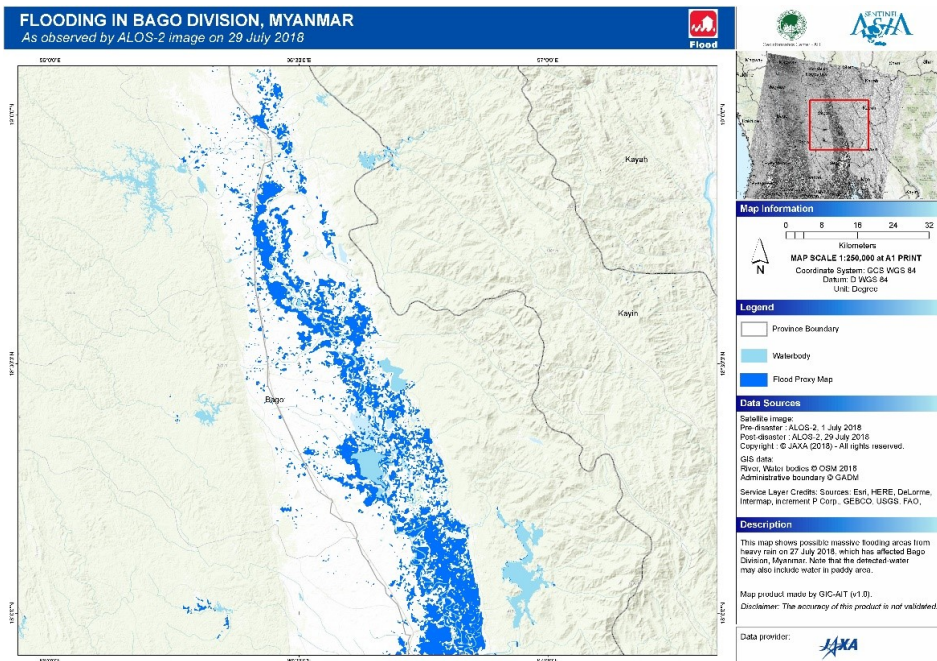 FLOODING IN BAGO DIVISION, MYANMAR
As observed by ALOS-2 image on 29 July 2018
Flood
SENTINEL
ASIA
Kayah
Kayin
Bago
Map Information
0 8 16 24 32
Kilometers
MAP SCALE 1:250,000 at A1 PRINT
N
Coordinate System: GCS WGS 84
Datum: D WGS 84
Unit: Degree
Legend
Province Boundary
Waterbody
Flood Proxy Map
Data Sources
Satellite image:
Pre-disaster : ALOS-2, 1 July 2018
Post-disaster : ALOS-2, 29 July 2018
Copyright : © JAXA (2018) - All rights reserved.
GIS data:
River, Water bodies © OSM 2016
Administrative boundary © GADM
Service Layer Credits: Sources: Esri, HERE, DeLorme,
Intermap, increment P Corp., GEBCO, USGS, FAO,
Description
This map shows possible massive flooding areas from
heavy rain on 27 July 2018, which has affected Bago
Division, Myanmar. Note that the detected-water
may also include water in paddy area.
Map product made by GIC-AIT (v1.0).
Disclaimer: The accuracy of this product is not validated.
Data provider:
JAXA